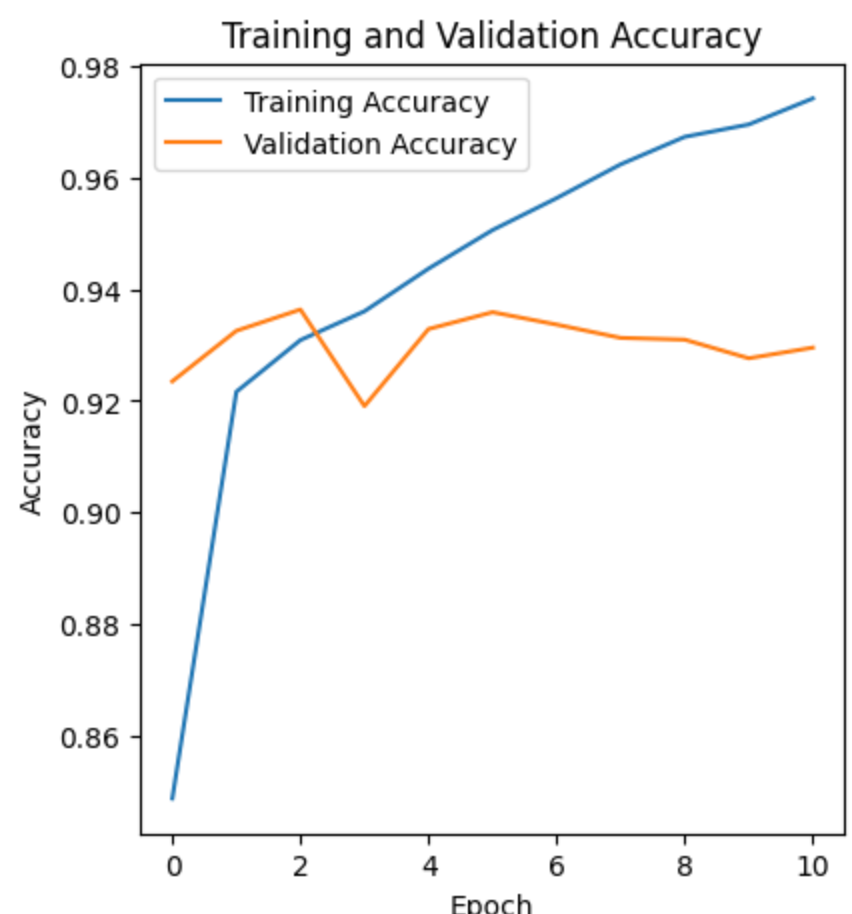 Training and Validation Accuracy
Training Accuracy
Validation Accuracy
Accuracy
0.98
0.96
0.94
0.92
0.90
0.88
0.86
0 2 4 6 8 10
Epoch